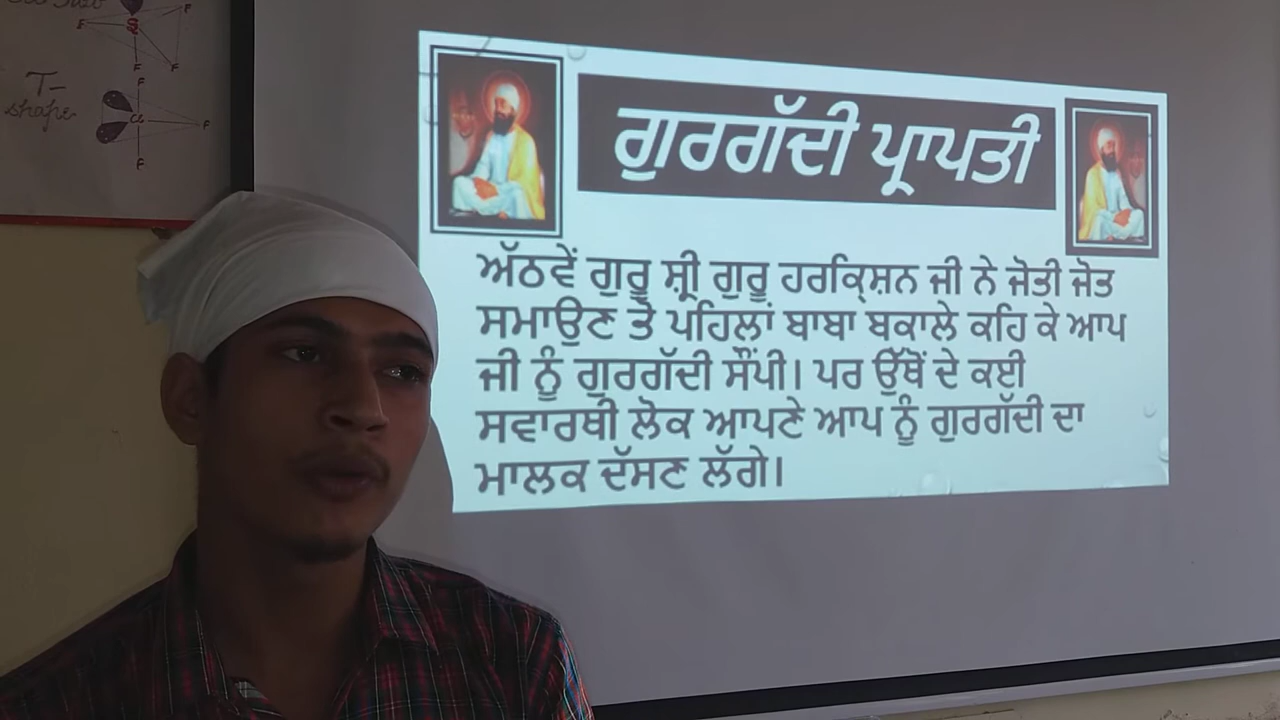 T-
shape
ਗੁਰਗੱਦੀ ਪ੍ਰਾਪਤੀ
ਅੱਠਵੇਂ ਗੁਰੂ ਸ਼੍ਰੀ ਗੁਰੂ ਹਰਕ੍ਰਿਸ਼ਨ ਜੀ ਨੇ ਜੋਤੀ ਜੋਤ
ਸਮਾਉਣ ਤੋਂ ਪਹਿਲਾਂ ਬਾਬਾ ਬਕਾਲੇ ਕਹਿ ਕੇ ਆਪ
ਜੀ ਨੂੰ ਗੁਰਗੱਦੀ ਸੌਂਪੀ। ਪਰ ਉੱਥੋਂ ਦੇ ਕਈ
ਸਵਾਰਥੀ ਲੋਕ ਆਪਣੇ ਆਪ ਨੂੰ ਗੁਰਗੱਦੀ ਦਾ
ਮਾਲਕ ਦੱਸਣ ਲੱਗੇ।